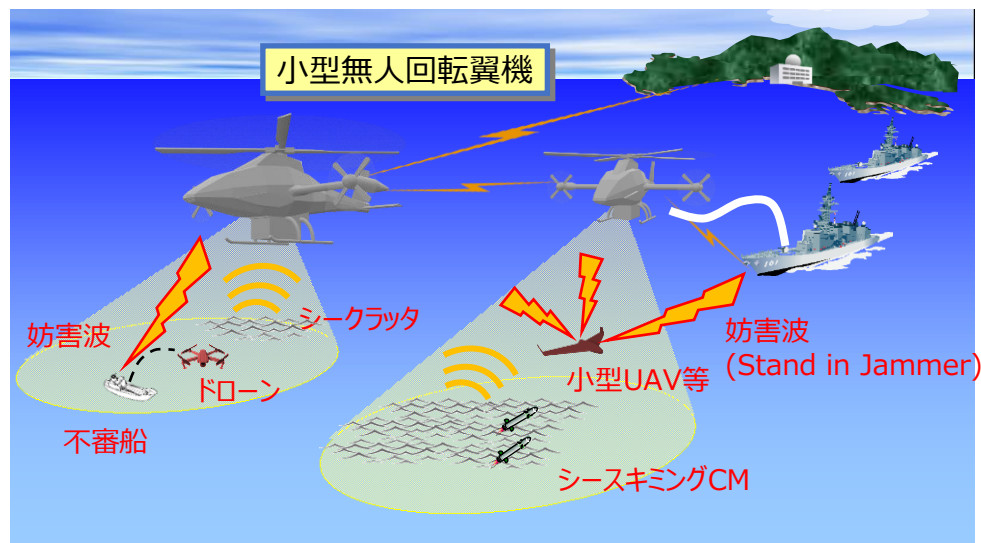 小型無人回転翼機
妨害波
シークラッタ
ドローン
不審船
小型UAV等
妨害波
(Stand in Jammer)
シースキミングCM
101